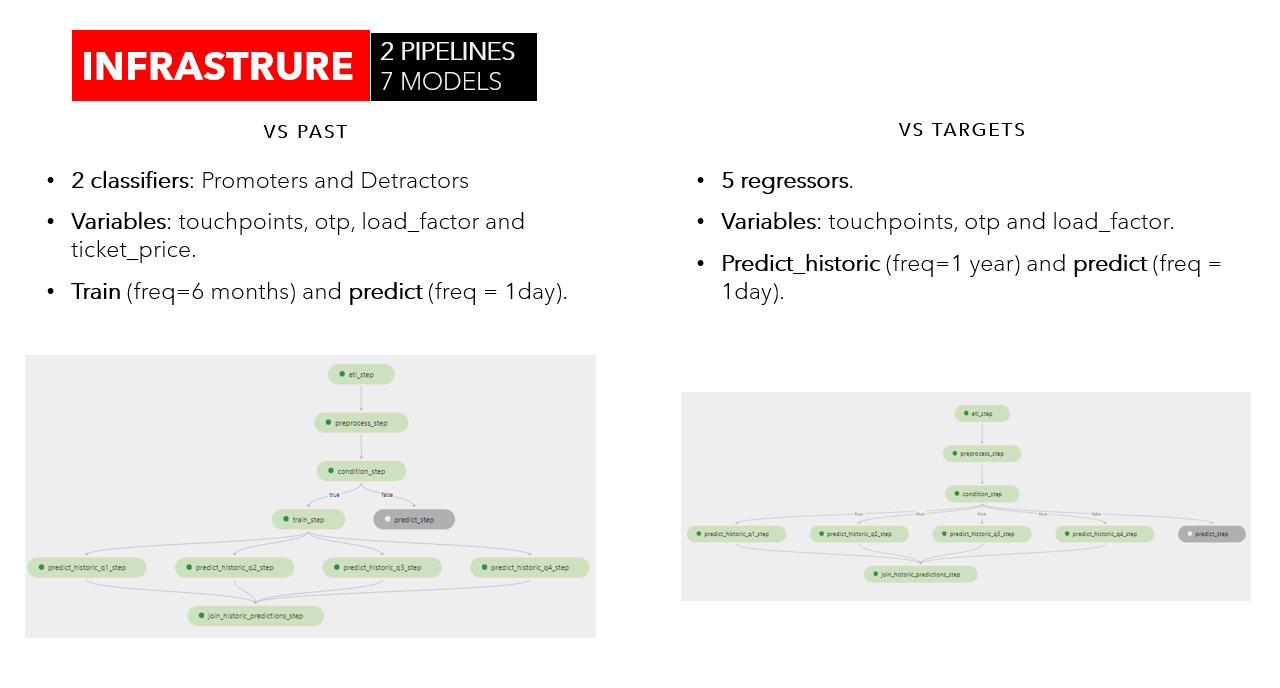 INFRASTRURE
2 PIPELINES
7 MODELS
VS PAST
• 2 classifiers: Promoters and Detractors
• Variables: touchpoints, otp, load_factor and
ticket_price.
• Train (freq=6 months) and predict (freq = 1day).
etl_step
preprocess_step
condition_step
true
false
train_step
predict_step
predict_historic_q1_step
predict_historic_q2_step
predict_historic_q3_step
predict_historic_q4_step
join_historic_predictions_step
VS TARGETS
• 5 regressors.
• Variables: touchpoints, otp and load_factor.
• Predict_historic (freq=1 year) and predict (freq =
1day).
etl_step
preprocess_step
condition_step
true
true
true
true
false
predict_historic_q1_step
predict_historic_q2_step
predict_historic_q3_step
predict_historic_q4_step
predict_step
join_historic_predictions_step